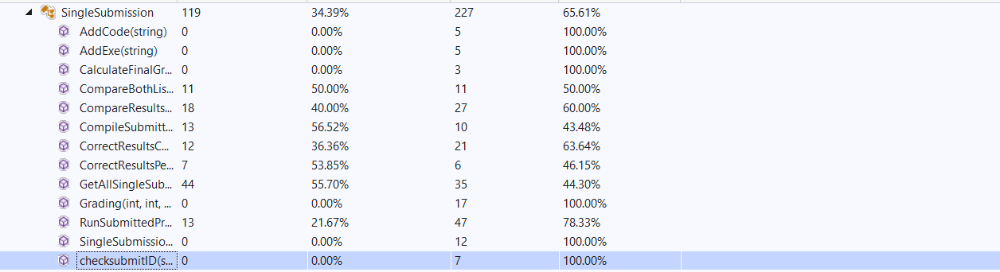 SingleSubmission 119 34.39% 227 65.61%
AddCode(string) 0 0.00% 5 100.00%
AddExe(string) 0 0.00% 5 100.00%
CalculateFinalGr... 0 0.00% 3 100.00%
CompareBothLis... 11 50.00% 11 50.00%
CompareResults... 18 40.00% 27 60.00%
CompileSubmitt... 13 56.52% 10 43.48%
CorrectResultsC... 12 36.36% 21 63.64%
CorrectResultsPe... 7 53.85% 6 46.15%
GetAllSingleSub... 44 55.70% 35 44.30%
Grading(int, int, ... 0 0.00% 17 100.00%
RunSubmittedPr... 13 21.67% 47 78.33%
SingleSubmissio... 0 0.00% 12 100.00%
checksubmitID(s... 0 0.00% 7 100.00%